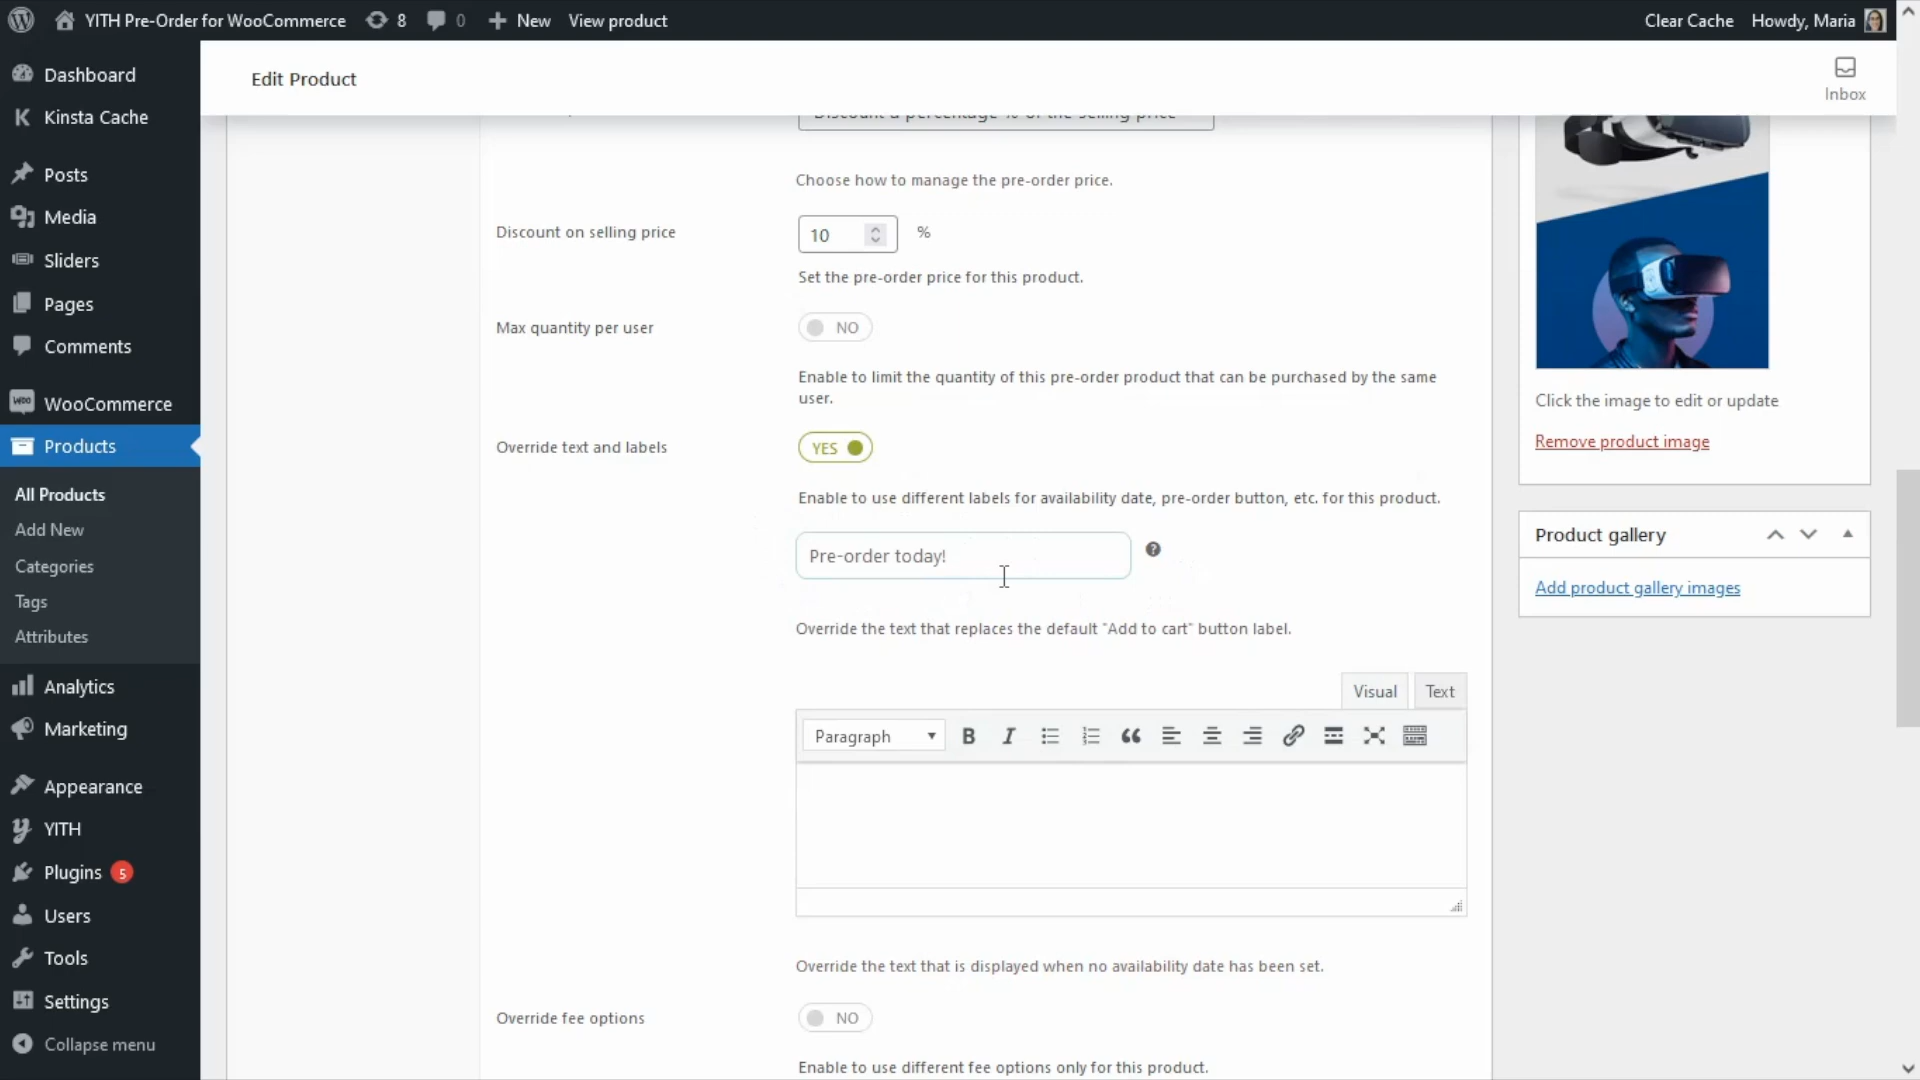 YITH Pre-Order for WooCommerce
8
0
New
View product
Clear Cache
Howdy, Maria
Dashboard
Kinsta Cache
Posts
Media
Sliders
Pages
Comments
WooCommerce
Products
All Products
Add New
Categories
Tags
Attributes
Analytics
Marketing
Appearance
YITH
Plugins 5
Users
Tools
Settings
Collapse menu
Edit Product
Inbox
Discount a percentage % of the selling price
Choose how to manage the pre-order price.
Discount on selling price
10
%
Set the pre-order price for this product.
Max quantity per user
NO
Enable to limit the quantity of this pre-order product that can be purchased by the same
user.
Override text and labels
YES
Enable to use different labels for availability date, pre-order button, etc. for this product.
Pre-order today!
Override the text that replaces the default "Add to cart" button label.
Visual
Text
Paragraph
Override the text that is displayed when no availability date has been set.
Override fee options
NO
Enable to use different fee options only for this product.
Click the image to edit or update
Remove product image
Product gallery
Add product gallery images